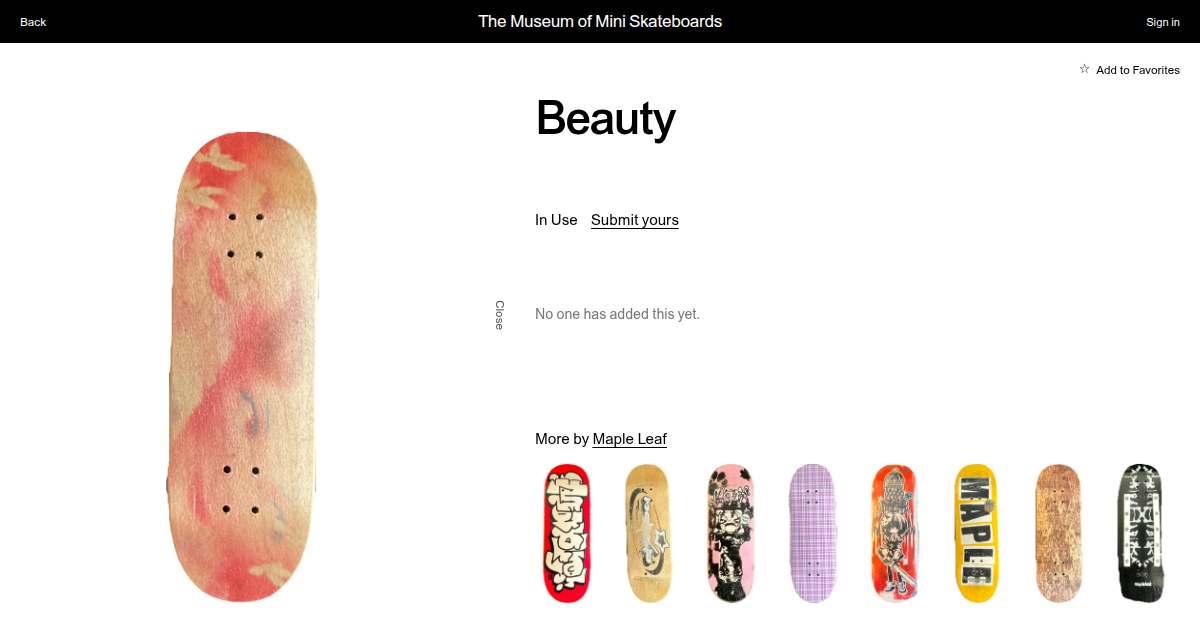 Back
The Museum of Mini Skateboards
Sign in
☆ Add to Favorites
Beauty
In Use Submit yours
Close
No one has added this yet.
More by Maple Leaf
MAPLE